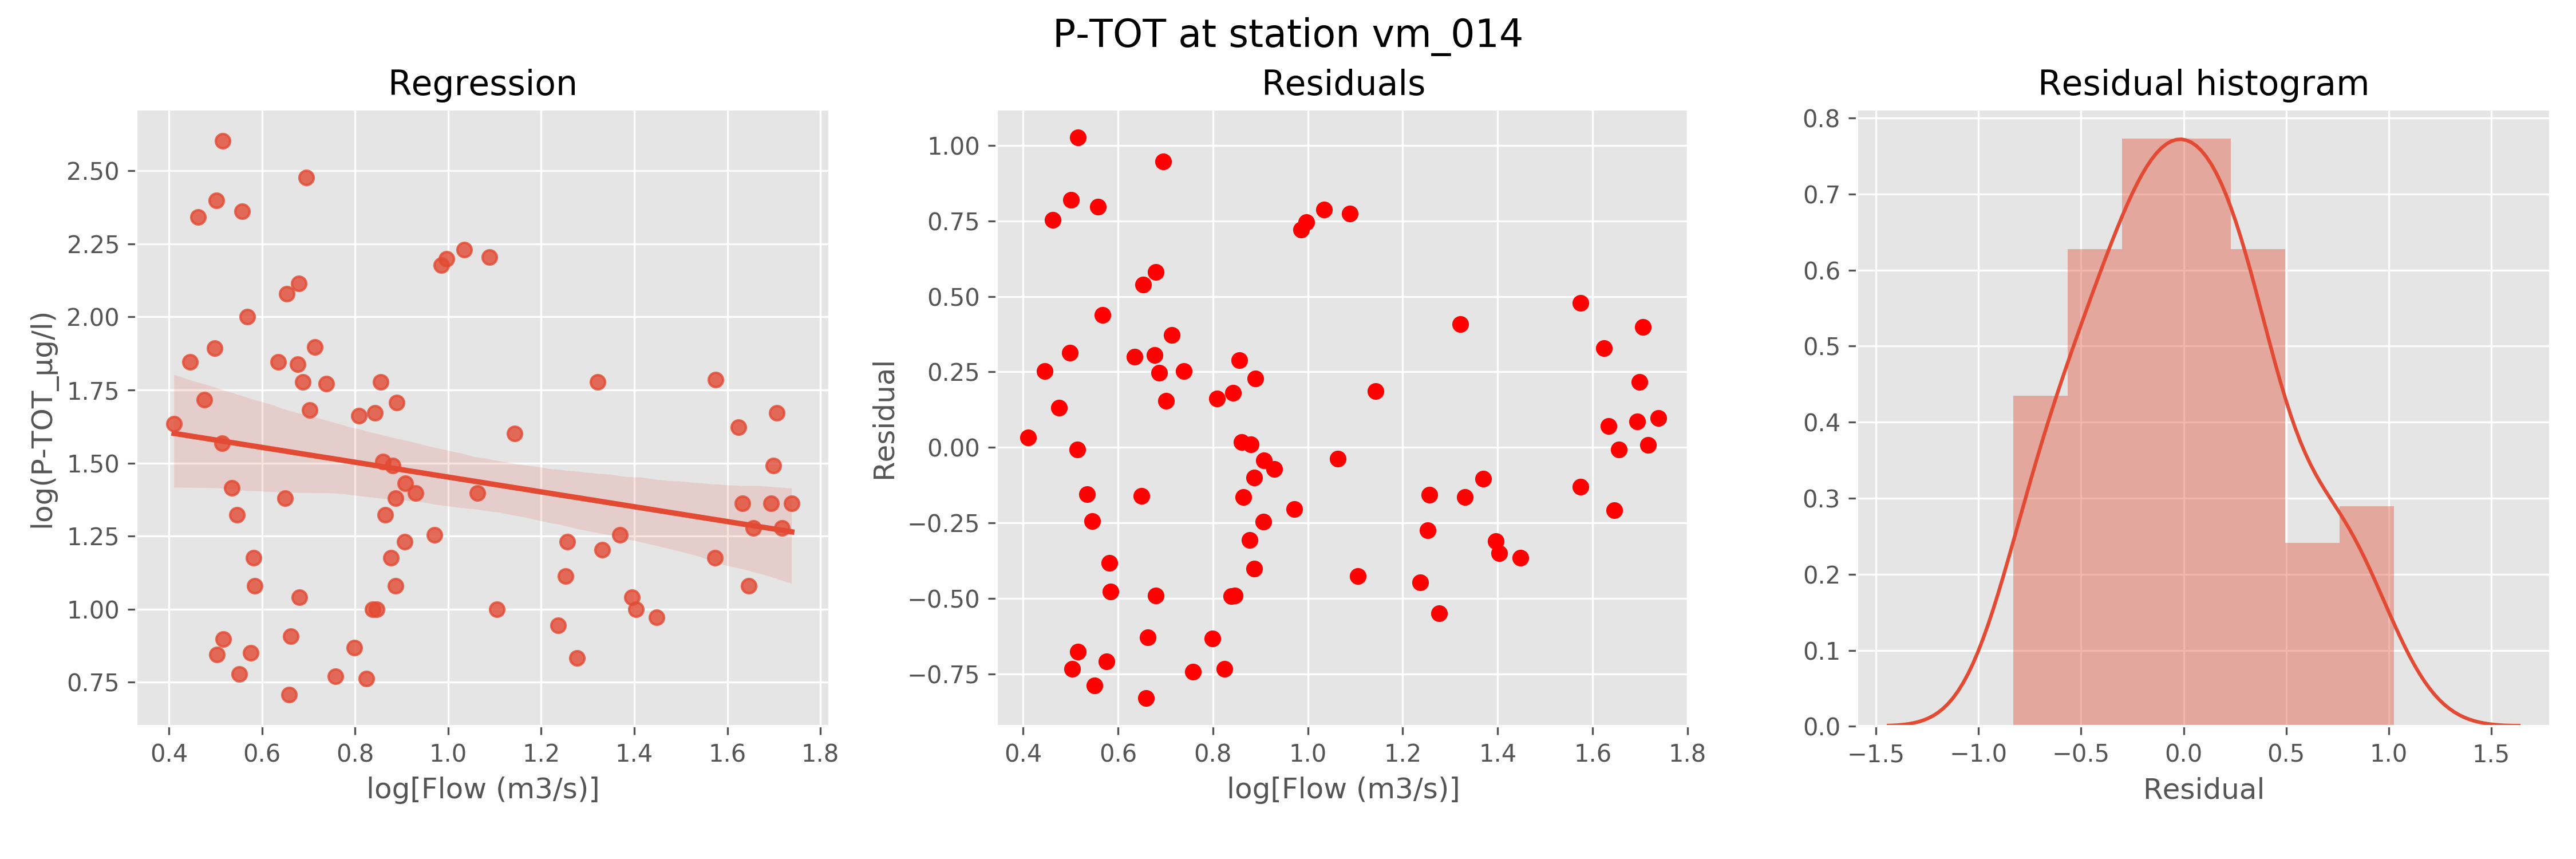 P-TOT at station vm_014
Regression
2.50
2.25
2.00
1.75
1.50
1.25
1.00
0.75
log(P-TOT_µg/l)
0.4 0.6 0.8 1.0 1.2 1.4 1.6 1.8
log[Flow (m3/s)]
Residuals
1.00
0.75
0.50
0.25
0.00
−0.25
−0.50
−0.75
Residual
0.4 0.6 0.8 1.0 1.2 1.4 1.6 1.8
log[Flow (m3/s)]
Residual histogram
0.8
0.7
0.6
0.5
0.4
0.3
0.2
0.1
0.0
−1.5 −1.0 −0.5 0.0 0.5 1.0 1.5
Residual